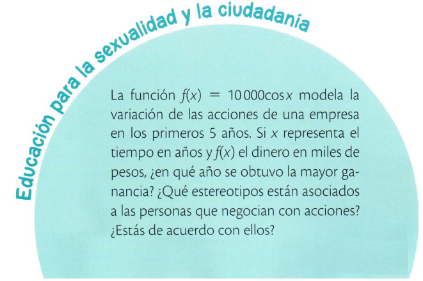 Educación para la sexualidad y la ciudadanía
La función f(x) = 10 000cos x modela la
variación de las acciones de una empresa
en los primeros 5 años. Si x representa el
tiempo en años y f(x) el dinero en miles de
pesos, ¿en qué año se obtuvo la mayor ga-
nancia? ¿Qué estereotipos están asociados
a las personas que negocian con acciones?
¿Estás de acuerdo con ellos?